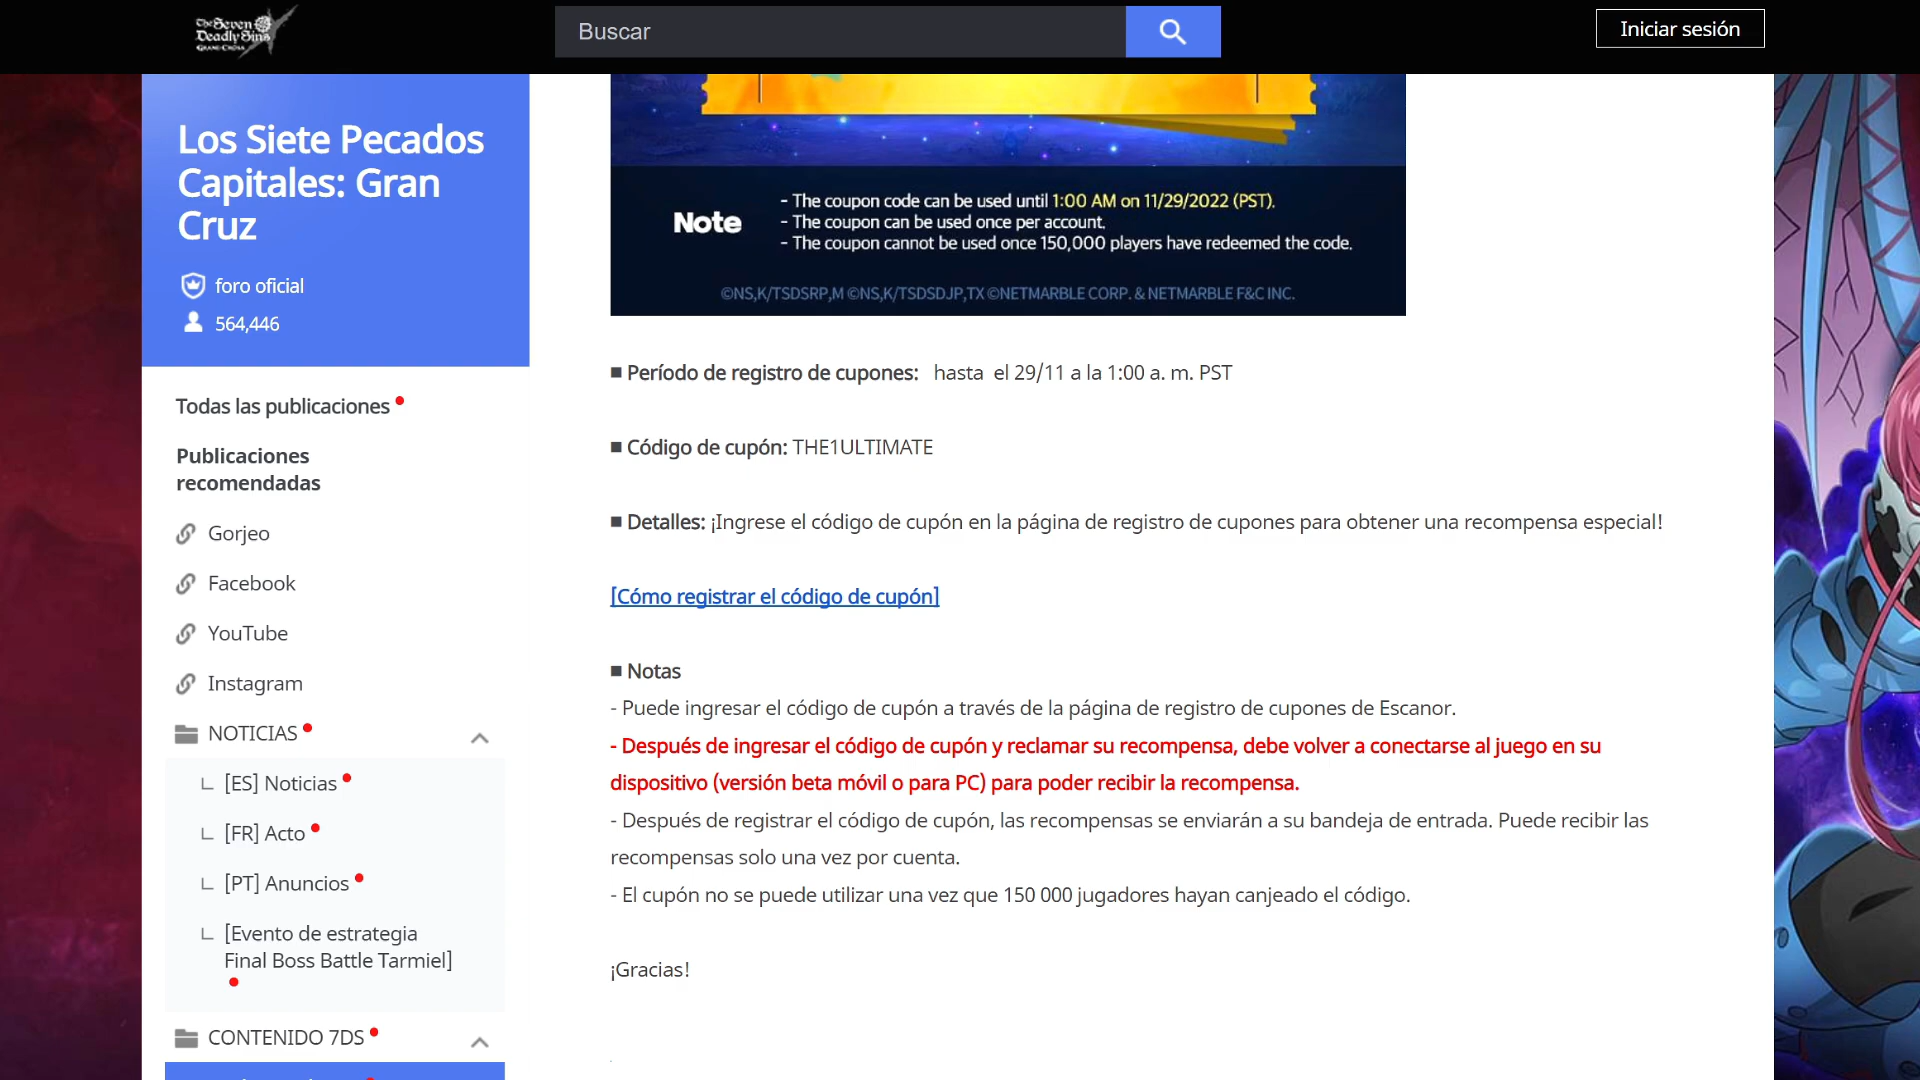 The Seven
Deadly Sins
GRAND CROSS
Buscar
Iniciar sesión
Los Siete Pecados
Capitales: Gran
Cruz
foro oficial
564,446
Todas las publicaciones
Publicaciones
recomendadas
Gorjeo
Facebook
YouTube
Instagram
NOTICIAS
[ES] Noticias
[FR] Acto
[PT] Anuncios
[Evento de estrategia
Final Boss Battle Tarmiel]
CONTENIDO 7DS
Note
- The coupon code can be used until 1:00 AM on 11/29/2022 (PST).
- The coupon can be used once per account.
- The coupon cannot be used once 150,000 players have redeemed the code.
©NS,K/TSDSRP,M ©NS,K/TSDSDJP,TX ©NETMARBLE CORP. & NETMARBLE F&C INC.
■ Período de registro de cupones: hasta el 29/11 a la 1:00 a. m. PST
■ Código de cupón: THE1ULTIMATE
■ Detalles: ¡Ingrese el código de cupón en la página de registro de cupones para obtener una recompensa especial!
[Cómo registrar el código de cupón]
■ Notas
- Puede ingresar el código de cupón a través de la página de registro de cupones de Escanor.
- Después de ingresar el código de cupón y reclamar su recompensa, debe volver a conectarse al juego en su
dispositivo (versión beta móvil o para PC) para poder recibir la recompensa.
- Después de registrar el código de cupón, las recompensas se enviarán a su bandeja de entrada. Puede recibir las
recompensas solo una vez por cuenta.
- El cupón no se puede utilizar una vez que 150 000 jugadores hayan canjeado el código.
¡Gracias!